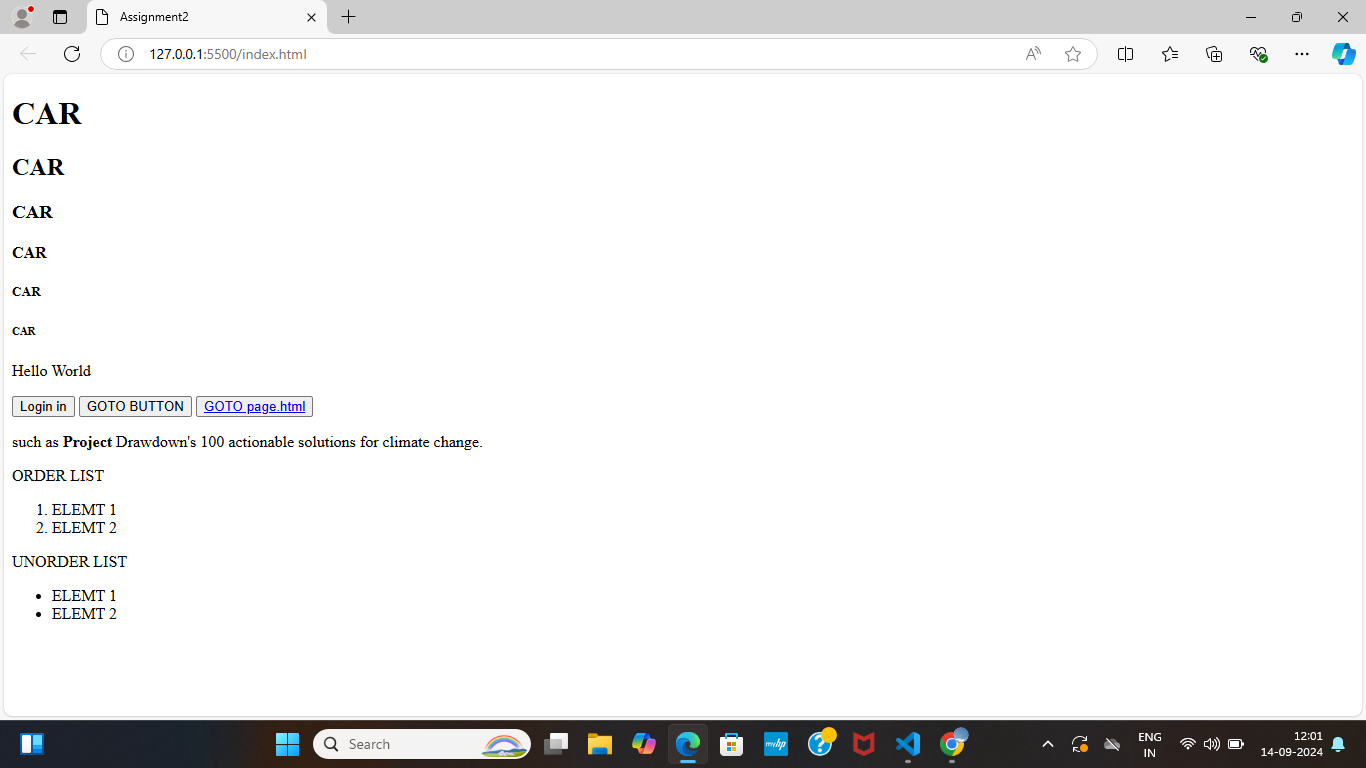 Assignment2
127.0.0.1:5500/index.html
CAR
CAR
CAR
CAR
CAR
CAR
Hello World
Login in GOTO BUTTON GOTO page.html
such as Project Drawdown's 100 actionable solutions for climate change.
ORDER LIST
1. ELEMT 1
2. ELEMT 2
UNORDER LIST
• ELEMT 1
• ELEMT 2
Search
myhp
ENG
IN
12:01
14-09-2024